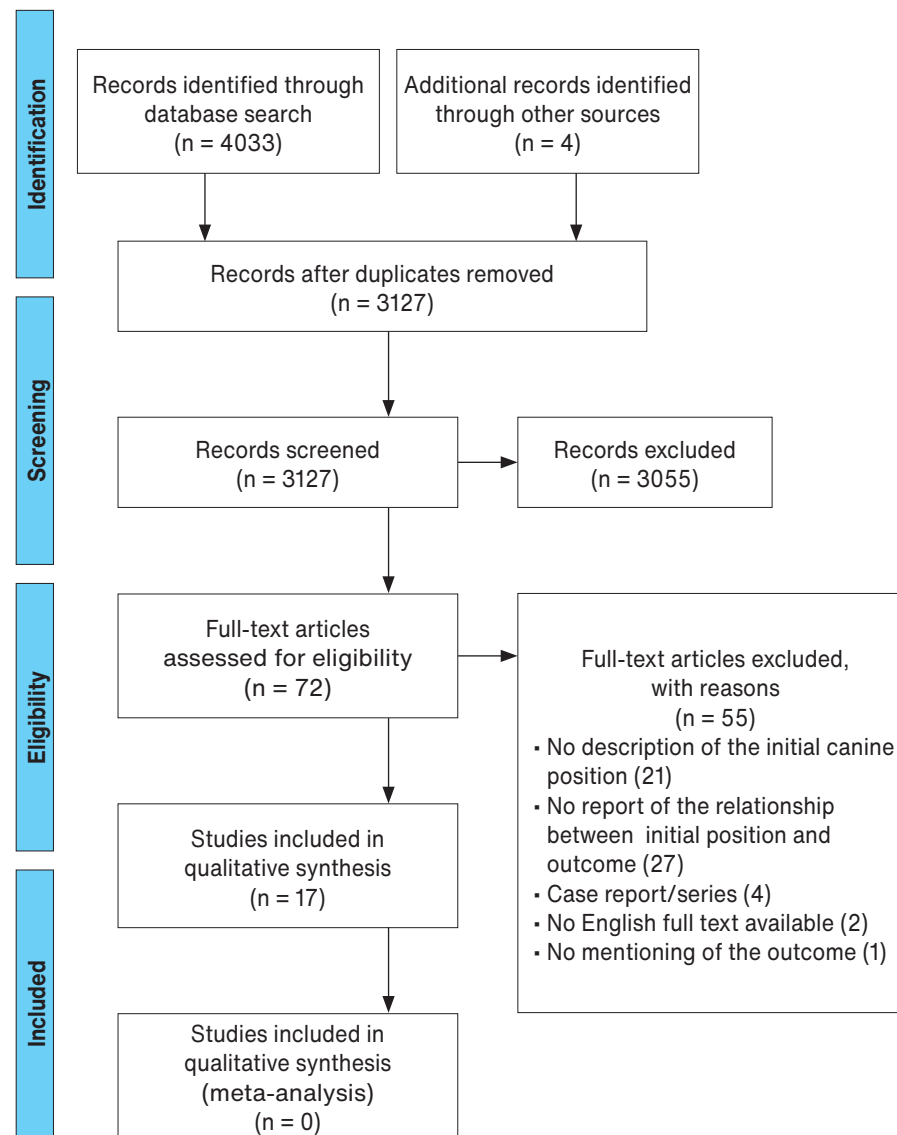 Identification
Records identified through
database search
(n = 4033)
Additional records identified
through other sources
(n = 4)
Records after duplicates removed
(n = 3127)
Screening
Records screened
(n = 3127)
Records excluded
(n = 3055)
Eligibility
Full-text articles
assessed for eligibility
(n = 72)
Full-text articles excluded,
with reasons
(n = 55)
▪ No description of the initial canine
position (21)
▪ No report of the relationship
between initial position and
outcome (27)
▪ Case report/series (4)
▪ No English full text available (2)
▪ No mentioning of the outcome (1)
Studies included in
qualitative synthesis
(n = 17)
Included
Studies included in
qualitative synthesis
(meta-analysis)
(n = 0)